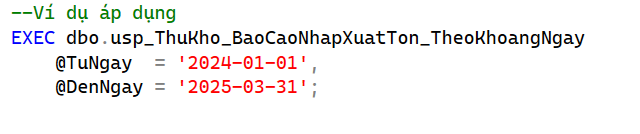 --Ví dụ áp dụng
EXEC dbo.usp_ThuKho_BaoCaoNhapXuatTon_TheoKhoangNgay
@TuNgay = '2024-01-01',
@DenNgay = '2025-03-31';